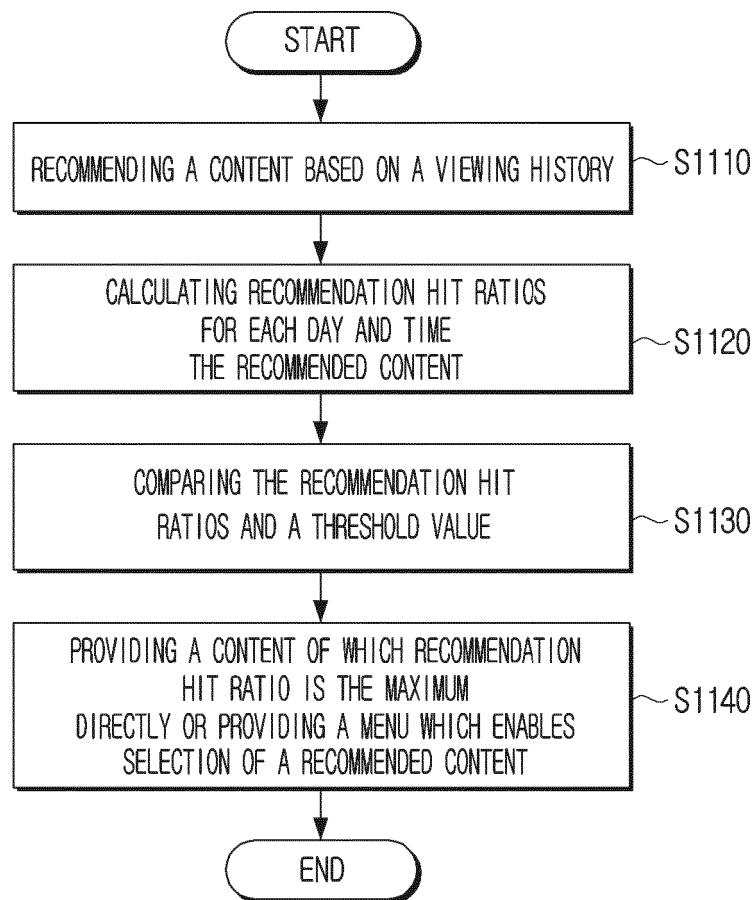 START
RECOMMENDING A CONTENT BASED ON A VIEWING HISTORY
S1110
CALCULATING RECOMMENDATION HIT RATIOS
FOR EACH DAY AND TIME
THE RECOMMENDED CONTENT
S1120
COMPARING THE RECOMMENDATION HIT
RATIOS AND A THRESHOLD VALUE
S1130
PROVIDING A CONTENT OF WHICH RECOMMENDATION
HIT RATIO IS THE MAXIMUM
DIRECTLY OR PROVIDING A MENU WHICH ENABLES
SELECTION OF A RECOMMENDED CONTENT
S1140
END